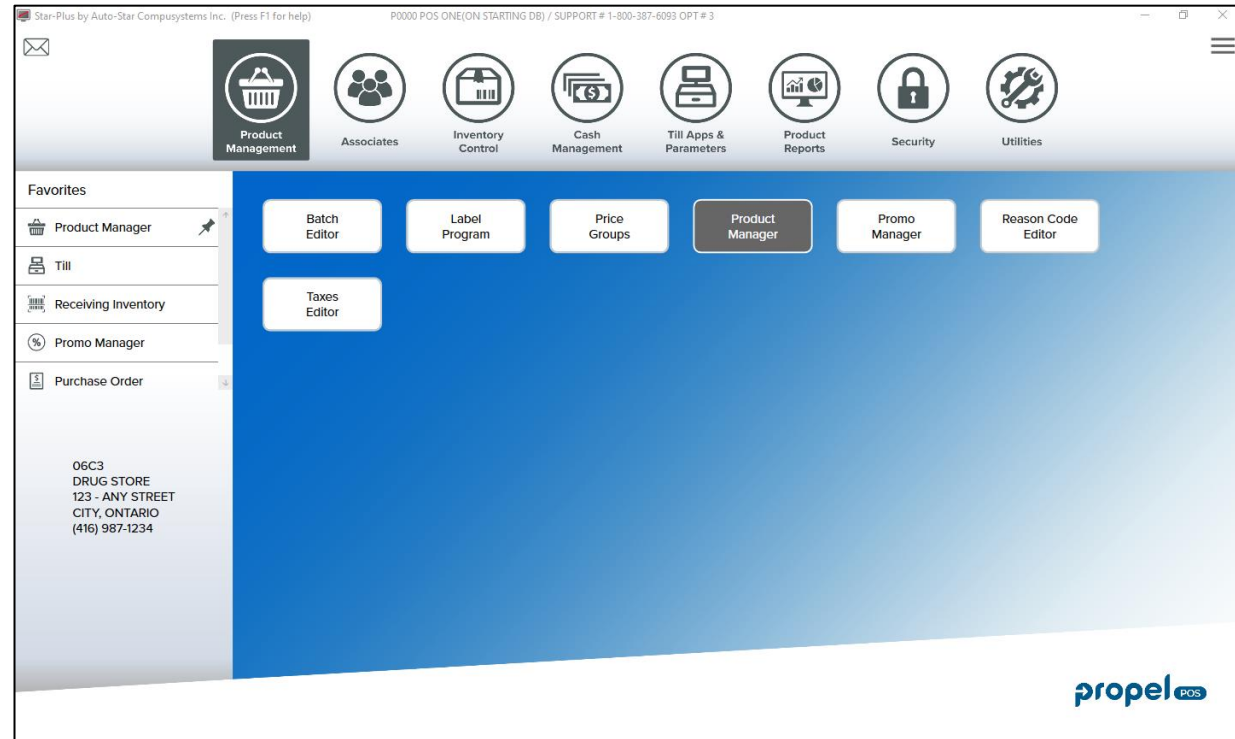 Star-Plus by Auto-Star Compusystems Inc. (Press F1 for help)
P0000 POS ONE(ON STARTING DB) / SUPPORT # 1-800-387-6093 OPT # 3
Product
Management
Associates
Inventory
Control
Cash
Management
Till Apps &
Parameters
Product
Reports
Security
Utilities
Favorites
Product Manager
Till
Receiving Inventory
Promo Manager
Purchase Order
Batch
Editor
Label
Program
Price
Groups
Product
Manager
Promo
Manager
Reason Code
Editor
Taxes
Editor
06C3
DRUG STORE
123 - ANY STREET
CITY, ONTARIO
(416) 987-1234
propel POS